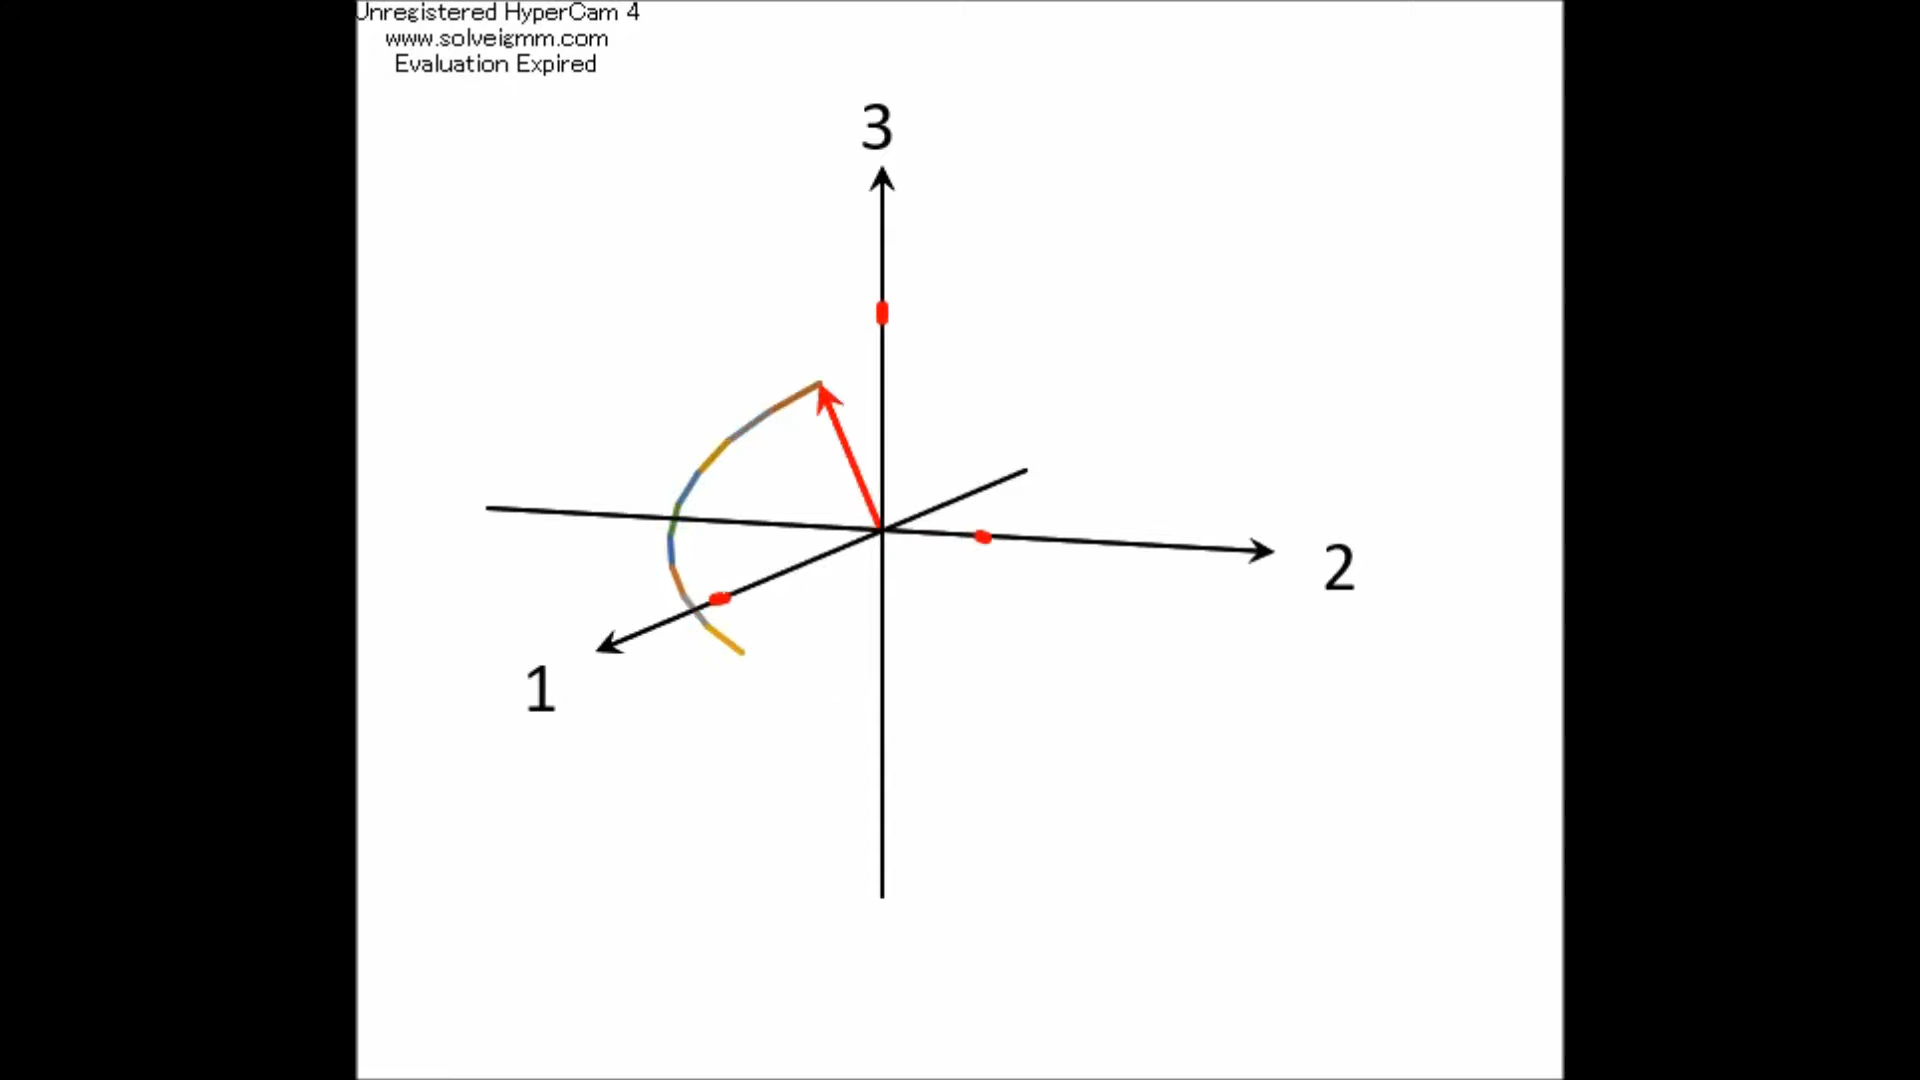 Unregistered HyperCam 4
www.solveigmm.com
Evaluation Expired
3
2
1